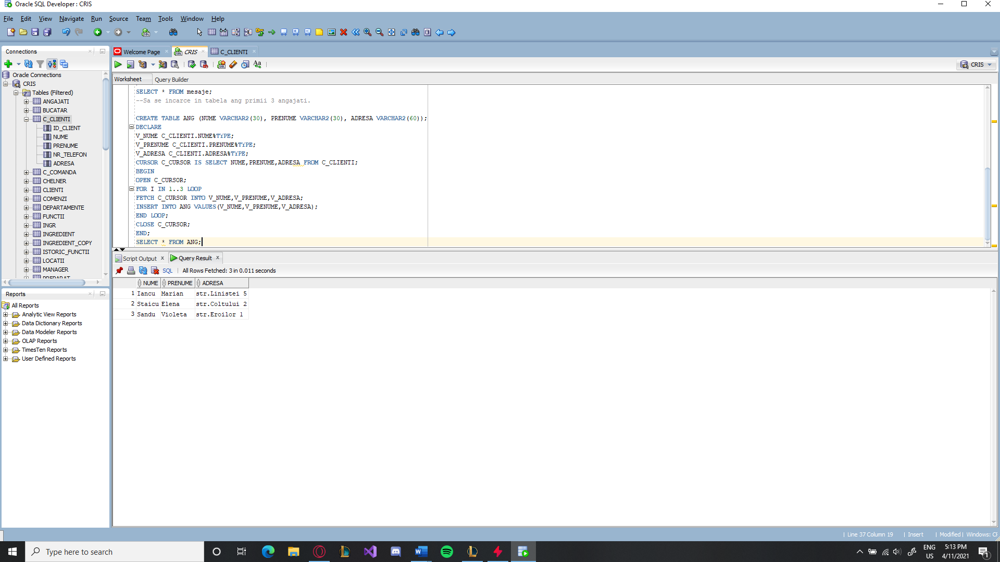 Oracle SQL Developer : CRIS
File Edit View Navigate Run Source Team Tools Window Help
Connections
Oracle Connections
CRIS
Tables (Filtered)
ANGAJATI
BUCATAR
C_CLIENTI
ID_CLIENT
NUME
PRENUME
NR_TELEFON
ADRESA
C_COMANDA
CHELNER
CLIENTI
COMENZI
DEPARTAMENTE
FUNCTII
INGR
INGREDIENT
INGREDIENT_COPY
ISTORIC_FUNCTII
LOCATII
MANAGER
PREPARAT
Reports
All Reports
Analytic View Reports
Data Dictionary Reports
Data Modeler Reports
OLAP Reports
TimesTen Reports
User Defined Reports
Welcome Page CRIS C_CLIENTI
CRIS
Worksheet Query Builder
SELECT * FROM mesaje;
--Sa se incarce in tabela ang primii 3 angajati.
CREATE TABLE ANG (NUME VARCHAR2(30), PRENUME VARCHAR2(30), ADRESA VARCHAR2(60));
DECLARE
V_NUME C_CLIENTI.NUME%TYPE;
V_PRENUME C_CLIENTI.PRENUME%TYPE;
V_ADRESA C_CLIENTI.ADRESA%TYPE;
CURSOR C_CURSOR IS SELECT NUME,PRENUME,ADRESA FROM C_CLIENTI;
BEGIN
OPEN C_CURSOR;
FOR I IN 1..3 LOOP
FETCH C_CURSOR INTO V_NUME,V_PRENUME,V_ADRESA;
INSERT INTO ANG VALUES(V_NUME,V_PRENUME,V_ADRESA);
END LOOP;
CLOSE C_CURSOR;
END;
SELECT * FROM ANG;
Script Output x Query Result x
SQL | All Rows Fetched: 3 in 0.011 seconds
NUME PRENUME ADRESA
1 Iancu Marian str.Linistei 5
2 Staicu Elena str.Coltului 2
3 Sandu Violeta str.Eroilor 1
| Line 37 Column 19 | Insert | Modified | Windows:
Type here to search
ENG 5:13 PM
US 4/11/2021
1